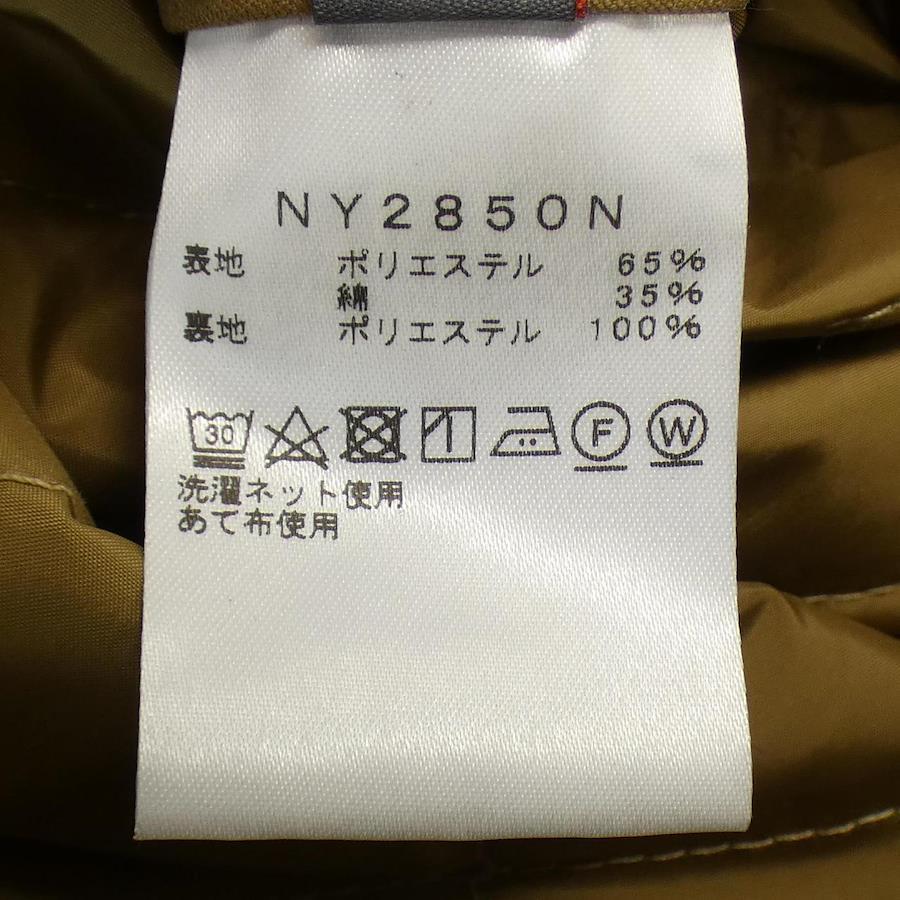 NY2850N
表地 ポリエステル 65%
綿 35%
裏地 ポリエステル 100%
30 F W
洗濯ネット使用
あて布使用